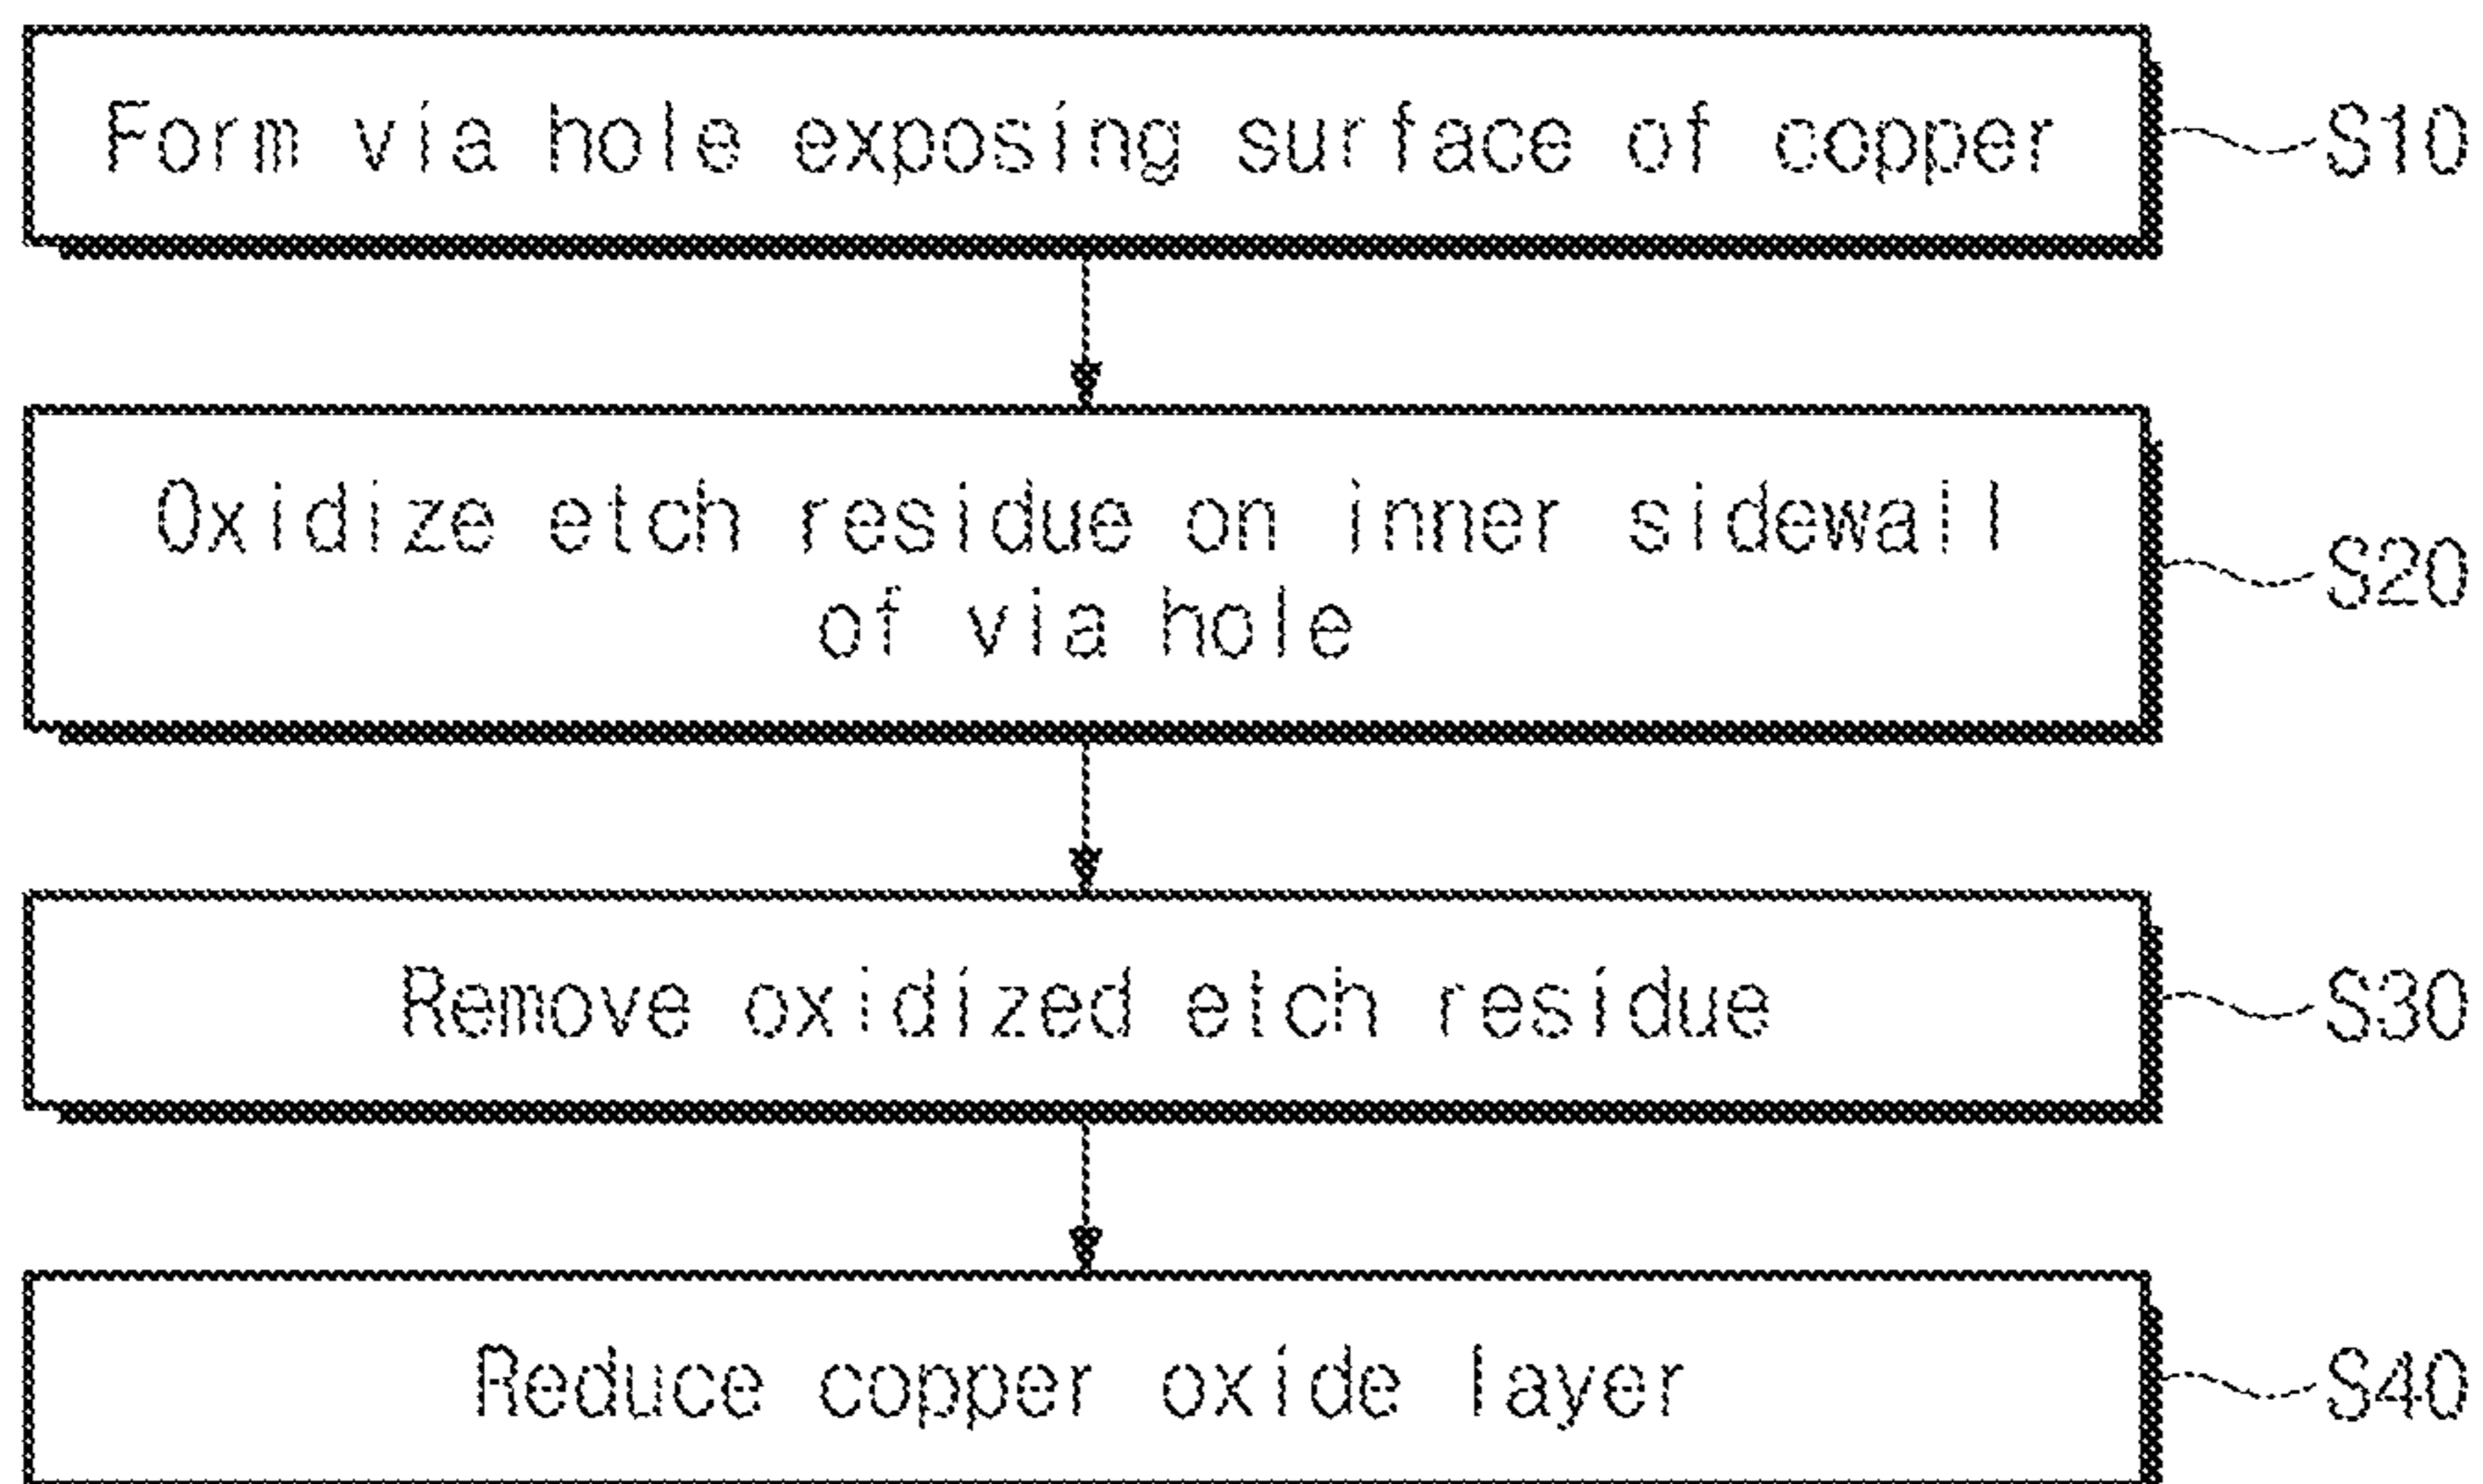 Form via hole exposing surface of copper S10
Oxidize etch residue on inner sidewall
of via hole S20
Remove oxidized etch residue S30
Reduce copper oxide layer S40